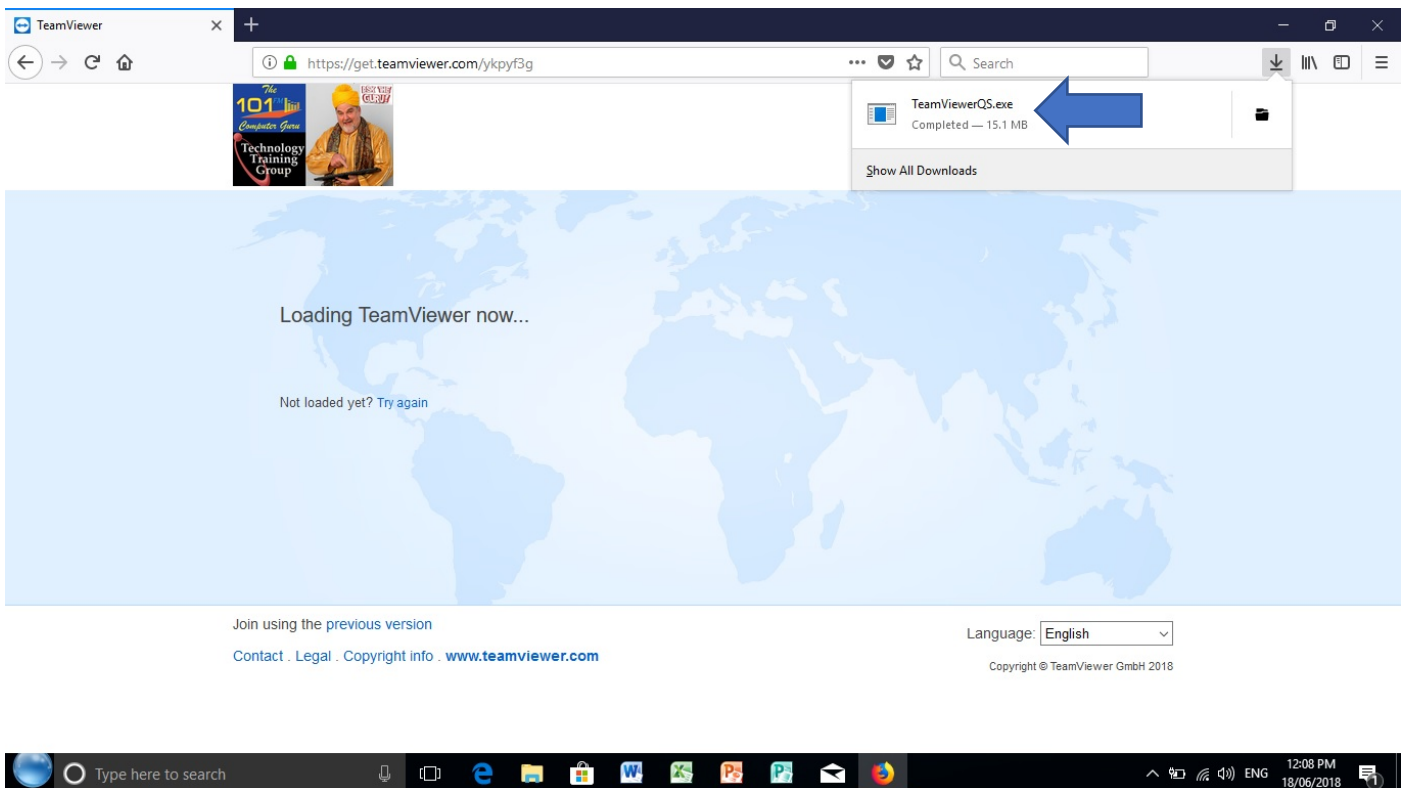 TeamViewer
https://get.teamviewer.com/ykpyf3g
Search
The
101™
Computer Guru
Technology
Training
Group
TeamViewerQS.exe
Completed — 15.1 MB
Show All Downloads
Loading TeamViewer now...
Not loaded yet? Try again
Join using the previous version
Language: English
Contact . Legal . Copyright info . www.teamviewer.com
Copyright © TeamViewer GmbH 2018
Type here to search
ENG
12:08 PM
18/06/2018
1